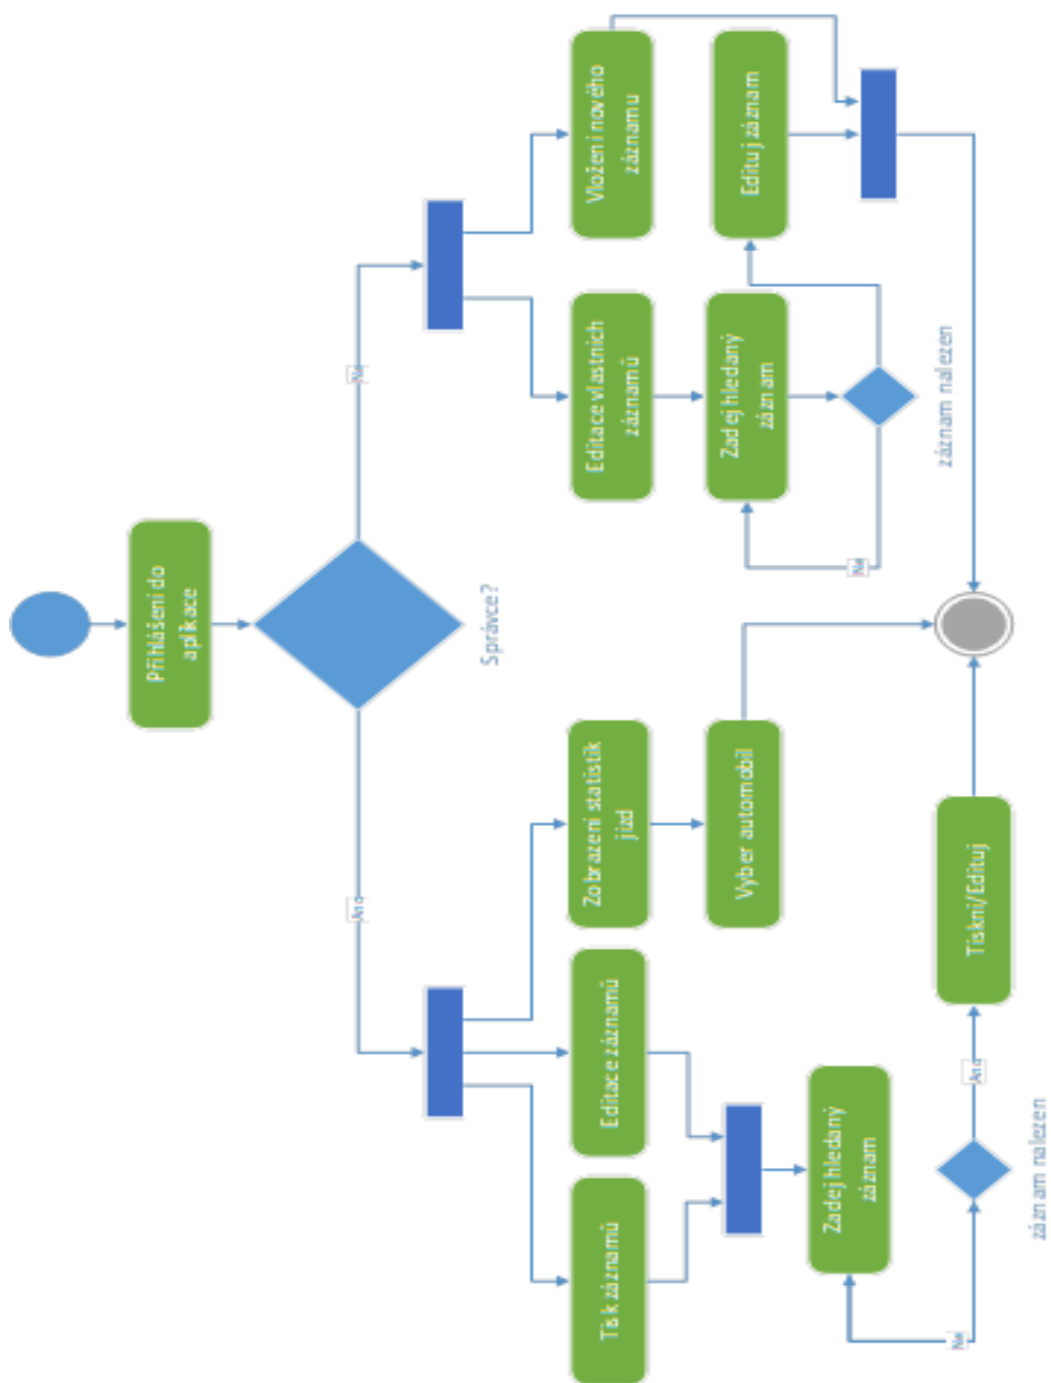 Přihlášení do
aplikace
Správce?
Ano
Ne
Tisk záznamů
Editace záznamů
Zobrazení statistik
jízd
Editace vlastních
záznamů
Vložení nového
záznamu
Vyber automobil
Zadej hledaný
záznam
Edituj záznam
Zadej hledaný
záznam
Ne
záznam nalezen
Ne
Ano
Tiskni/Edituj
záznam nalezen